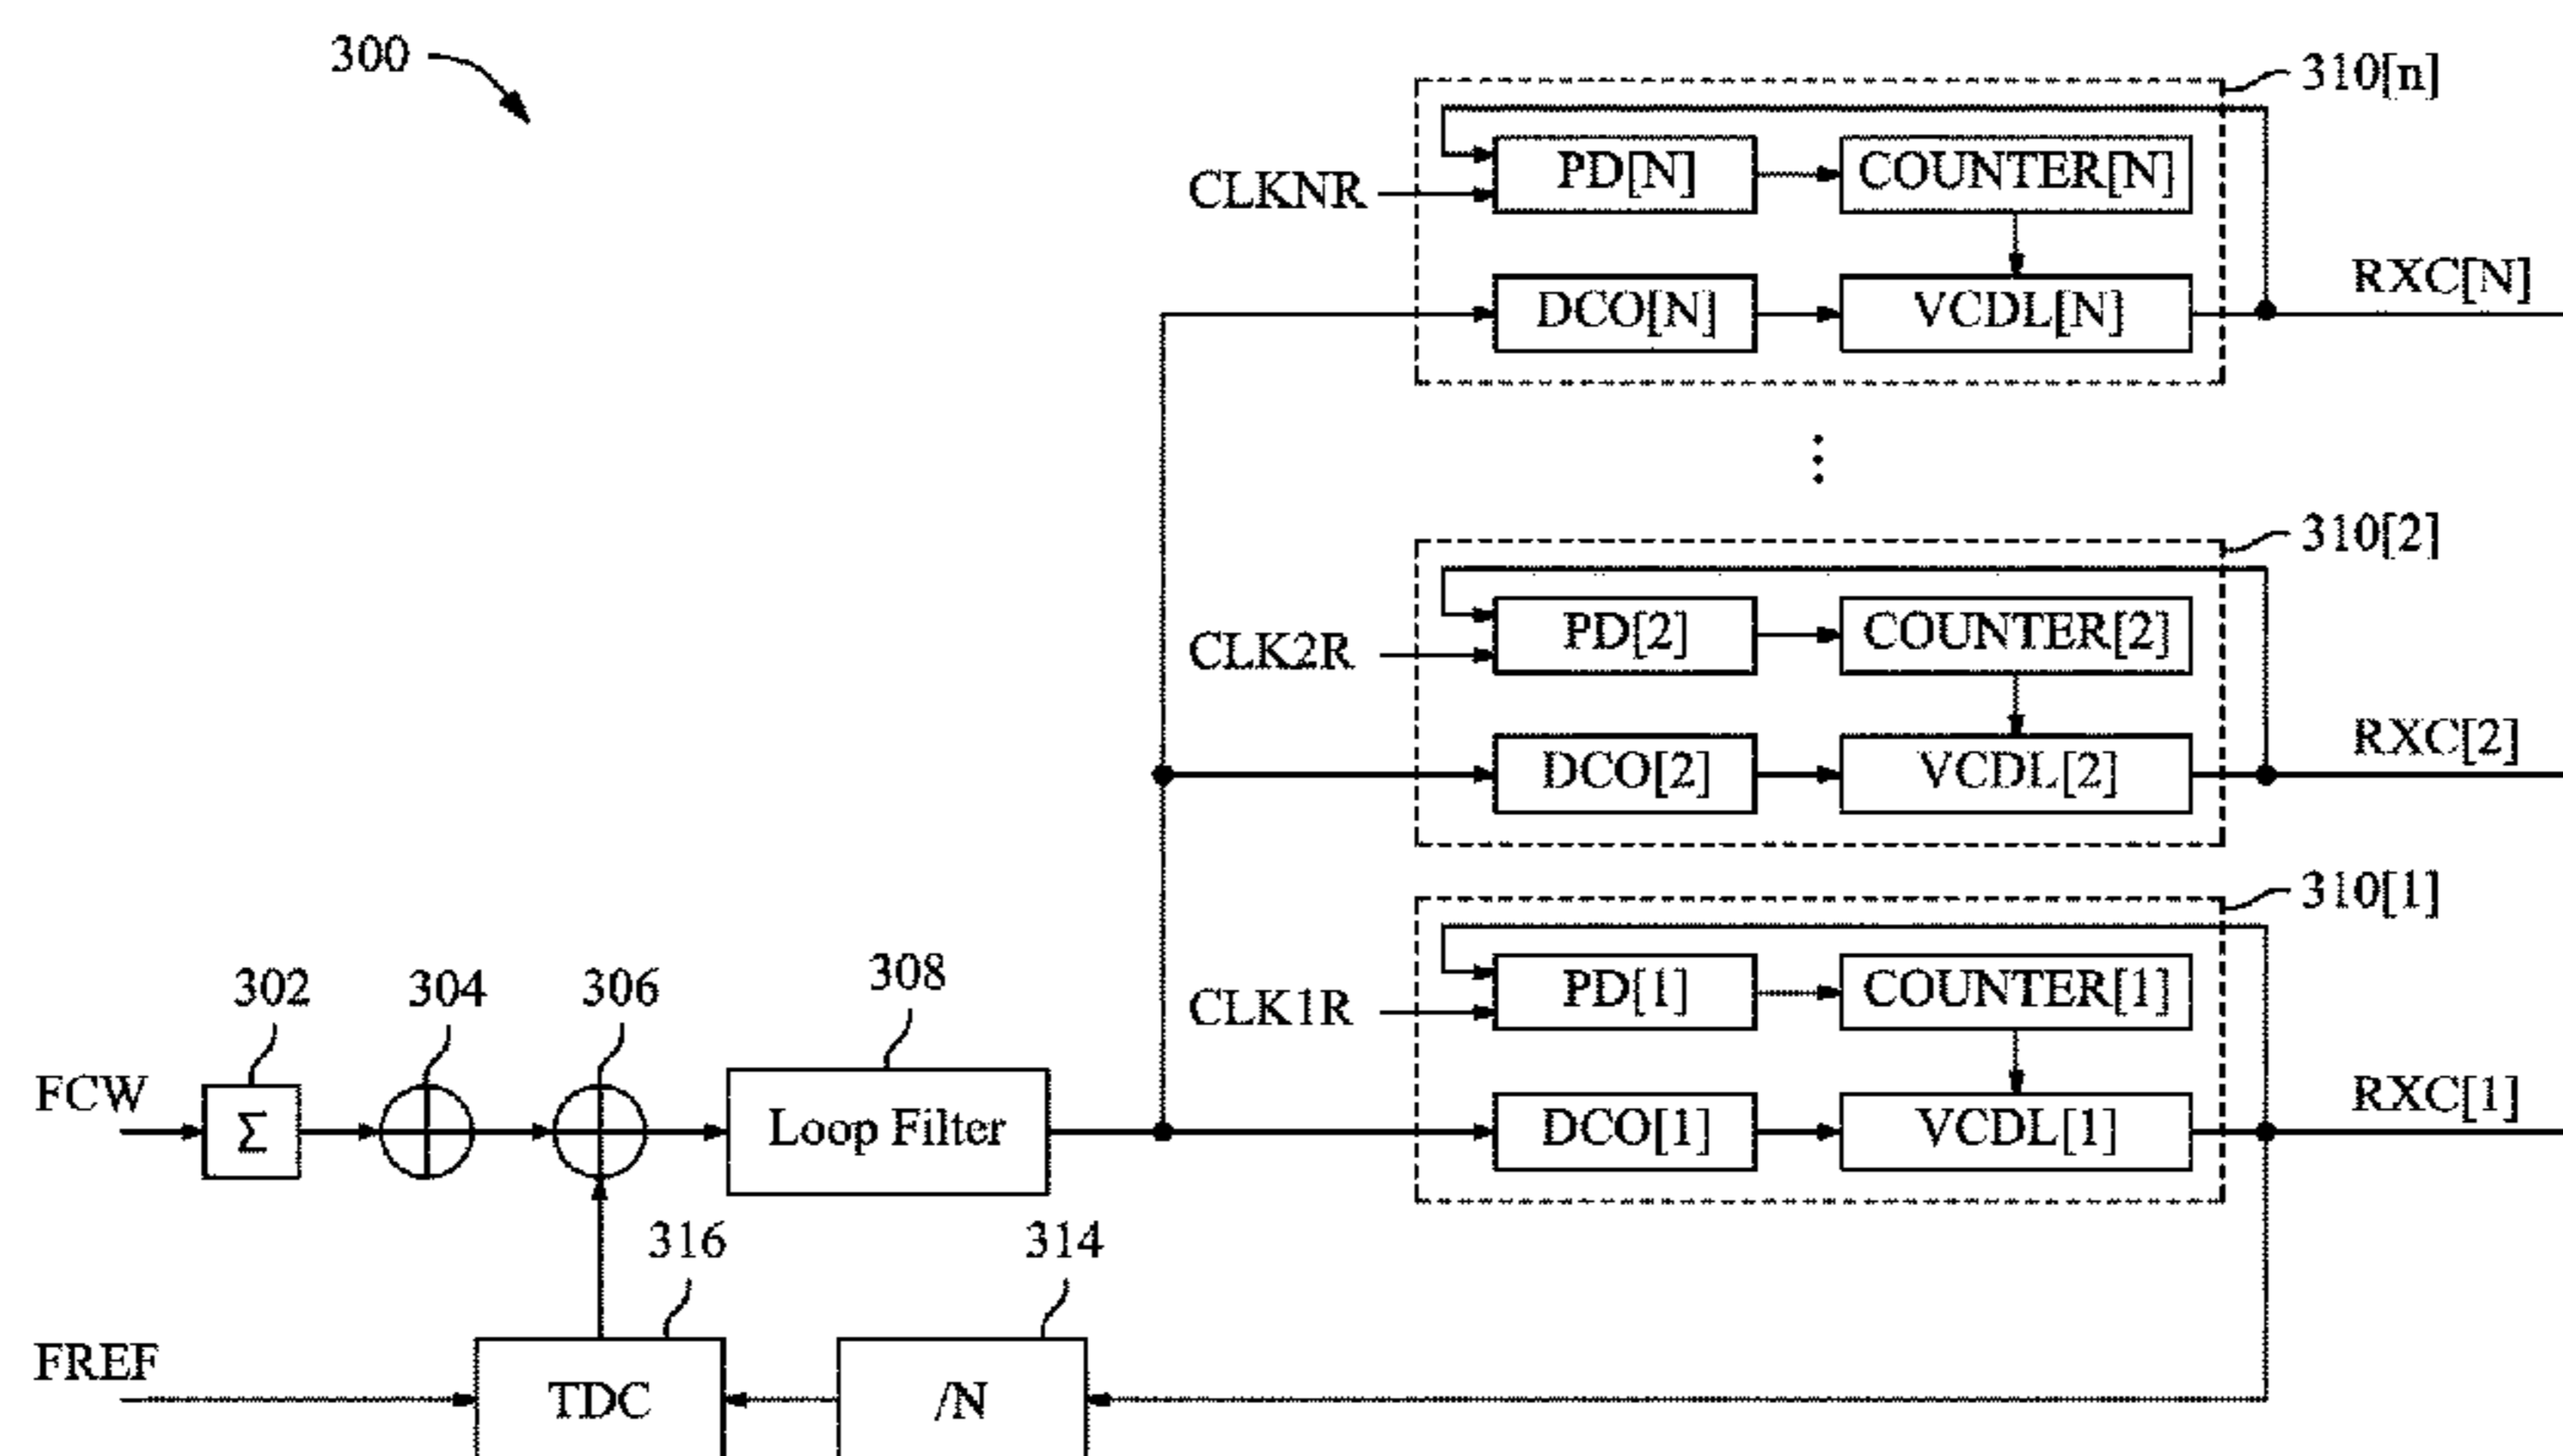 300
310[n]
PD[N]
COUNTER[N]
CLKNR
DCO[N]
VCDL[N]
RXC[N]
310[2]
PD[2]
COUNTER[2]
CLK2R
DCO[2]
VCDL[2]
RXC[2]
310[1]
PD[1]
COUNTER[1]
CLK1R
DCO[1]
VCDL[1]
RXC[1]
302
304
306
308
FCW
Σ
Loop Filter
316
314
FREF
TDC
/N